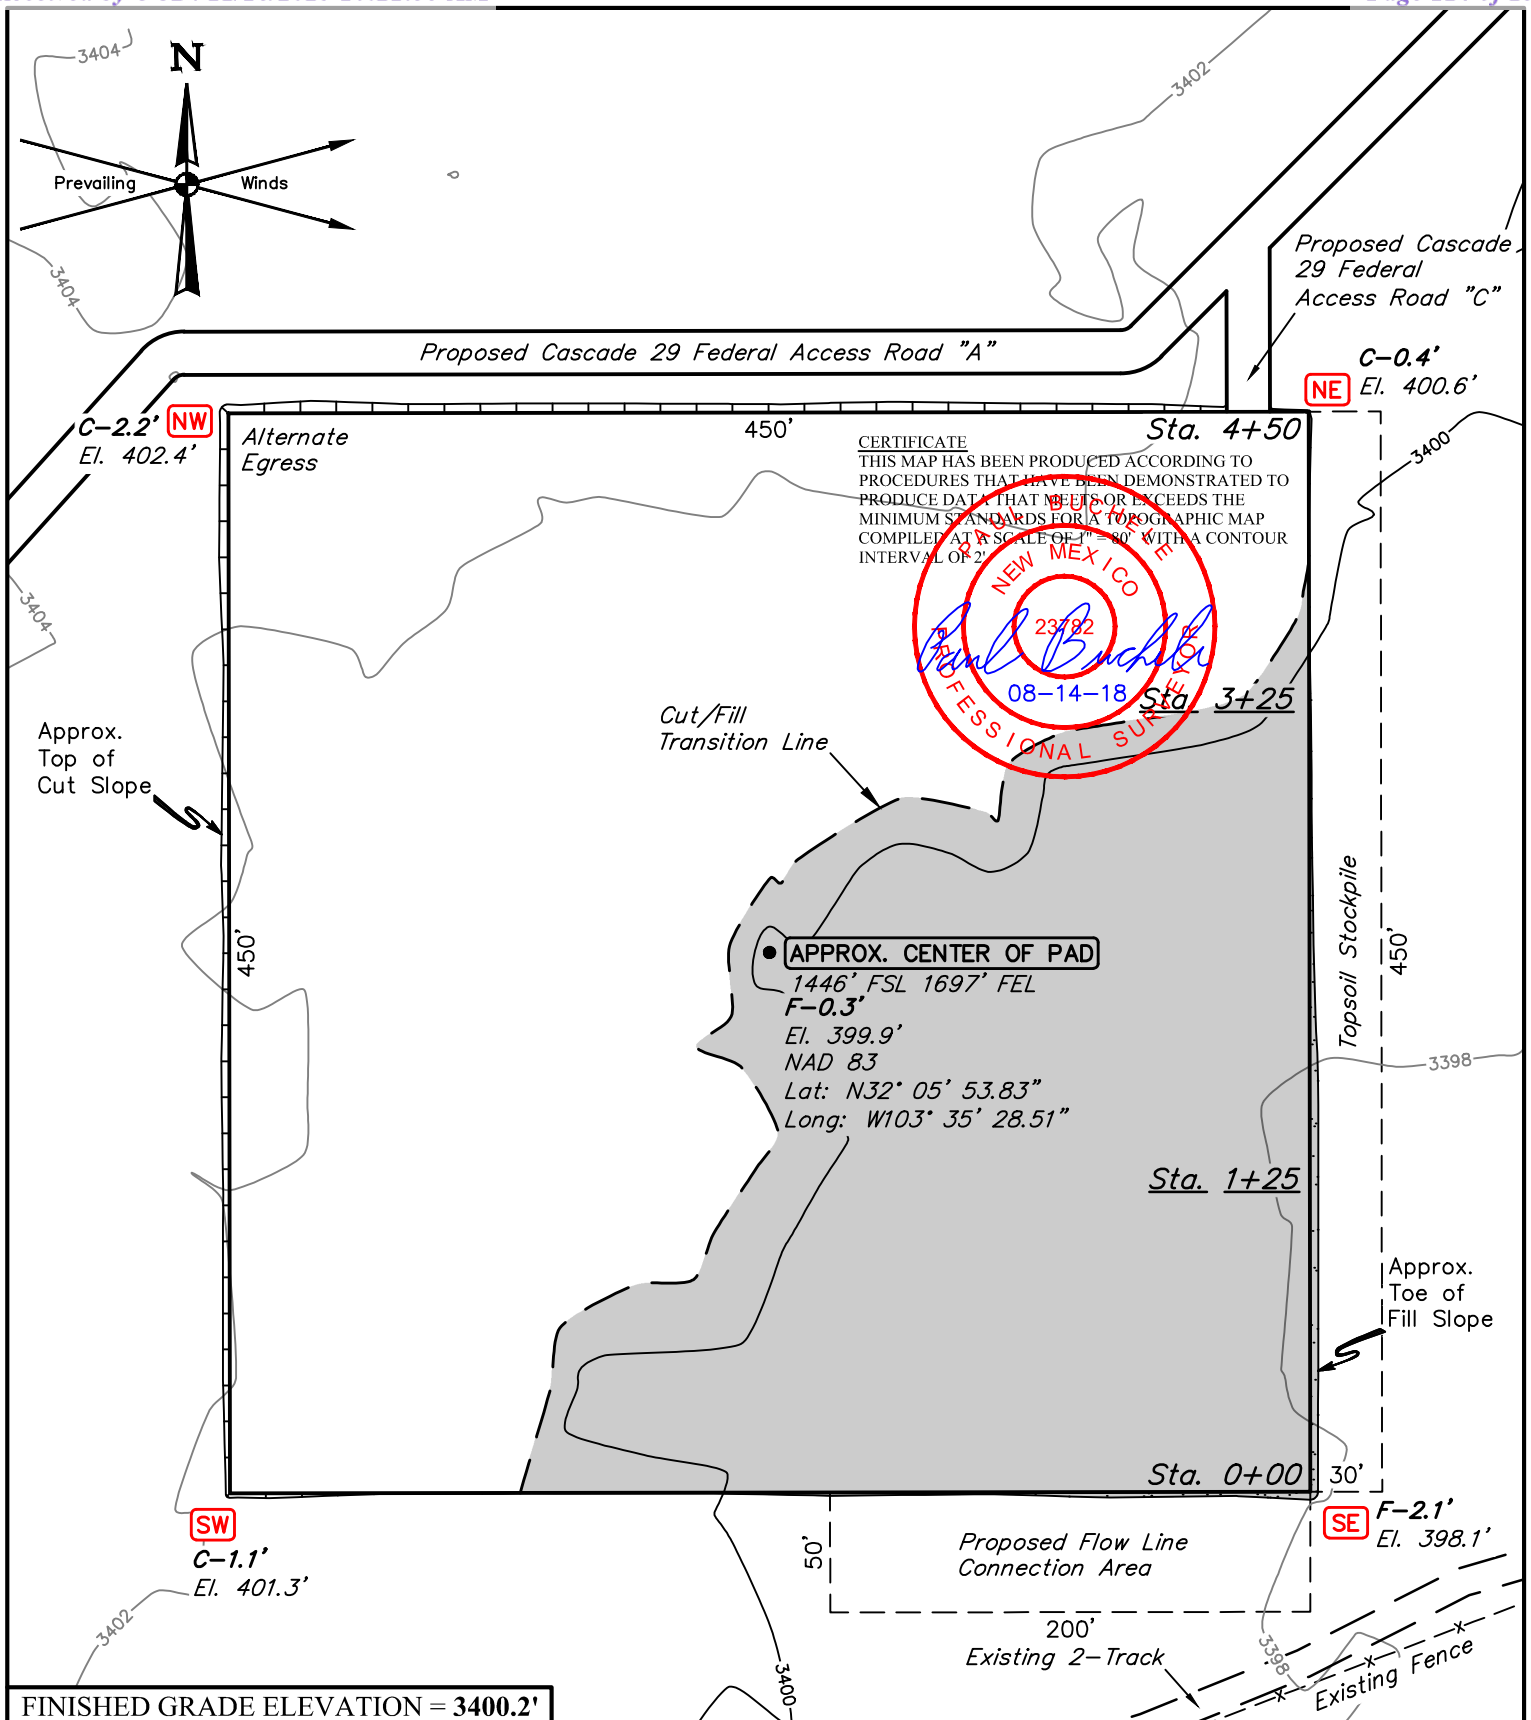 3404
N
3402
Prevailing
Winds
3404
Proposed Cascade
29 Federal
Access Road "C"
Proposed Cascade 29 Federal Access Road "A"
C-0.4'
NE
El. 400.6'
C-2.2'
NW
El. 402.4'
Alternate
Egress
450'
Sta. 4+50
3400
CERTIFICATE
THIS MAP HAS BEEN PRODUCED ACCORDING TO
PROCEDURES THAT HAVE BEEN DEMONSTRATED TO
PRODUCE DATA THAT MEETS OR EXCEEDS THE
MINIMUM STANDARDS FOR A TOPOGRAPHIC MAP
COMPILED AT A SCALE OF 1" = 80' WITH A CONTOUR
INTERVAL OF 2'.
PAUL BUCHELE
NEW MEXICO
23782
PROFESSIONAL SURVEYOR
Paul Buchele
08-14-18
3404
Sta. 3+25
Cut/Fill
Transition Line
Approx.
Top of
Cut Slope
450'
APPROX. CENTER OF PAD
1446' FSL 1697' FEL
F-0.3'
El. 399.9'
NAD 83
Lat: N32° 05' 53.83"
Long: W103° 35' 28.51"
Topsoil Stockpile
450'
3398
Sta. 1+25
Approx.
Toe of
Fill Slope
Sta. 0+00
30'
SW
C-1.1'
El. 401.3'
SE
F-2.1'
El. 398.1'
50'
Proposed Flow Line
Connection Area
200'
3402
3400
3398
Existing 2-Track
Existing Fence
FINISHED GRADE ELEVATION = 3400.2'